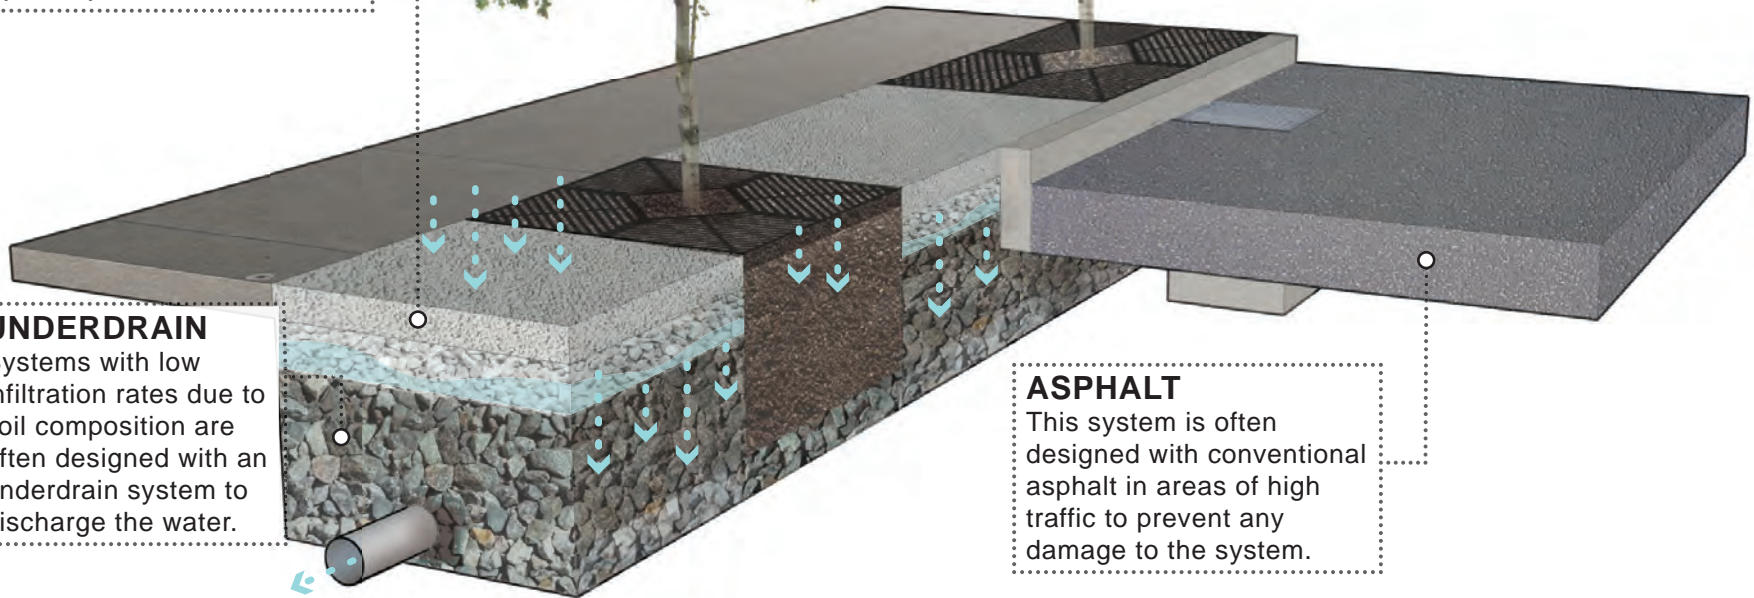 UNDERDRAIN
ystems with low
nfiltration rates due to
oil composition are
ften designed with an
nderdrain system to
ischarge the water.
ASPHALT
This system is often
designed with conventional
asphalt in areas of high
traffic to prevent any
damage to the system.